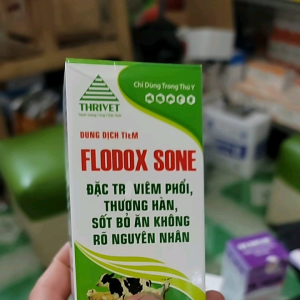 THRIVET
Chỉ Dùng Trong Thú Y
DUNG DỊCH TIÊM
FLODOX SONE
ĐẶC TR VIÊM PHỔI,
THƯƠNG HÀN,
SỐT BỎ ĂN KHÔNG
RÕ NGUYÊN NHÂN